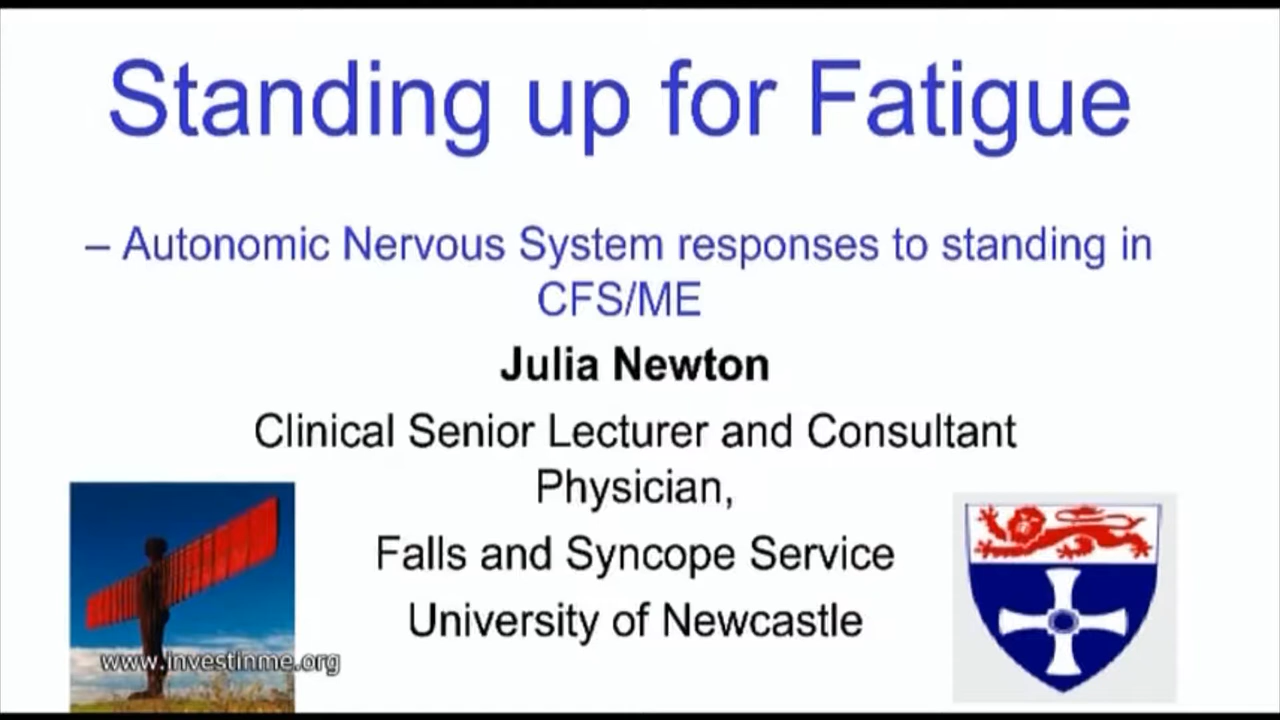 Standing up for Fatigue
– Autonomic Nervous System responses to standing in
CFS/ME
Julia Newton
Clinical Senior Lecturer and Consultant
Physician,
Falls and Syncope Service
University of Newcastle
www.investinme.org